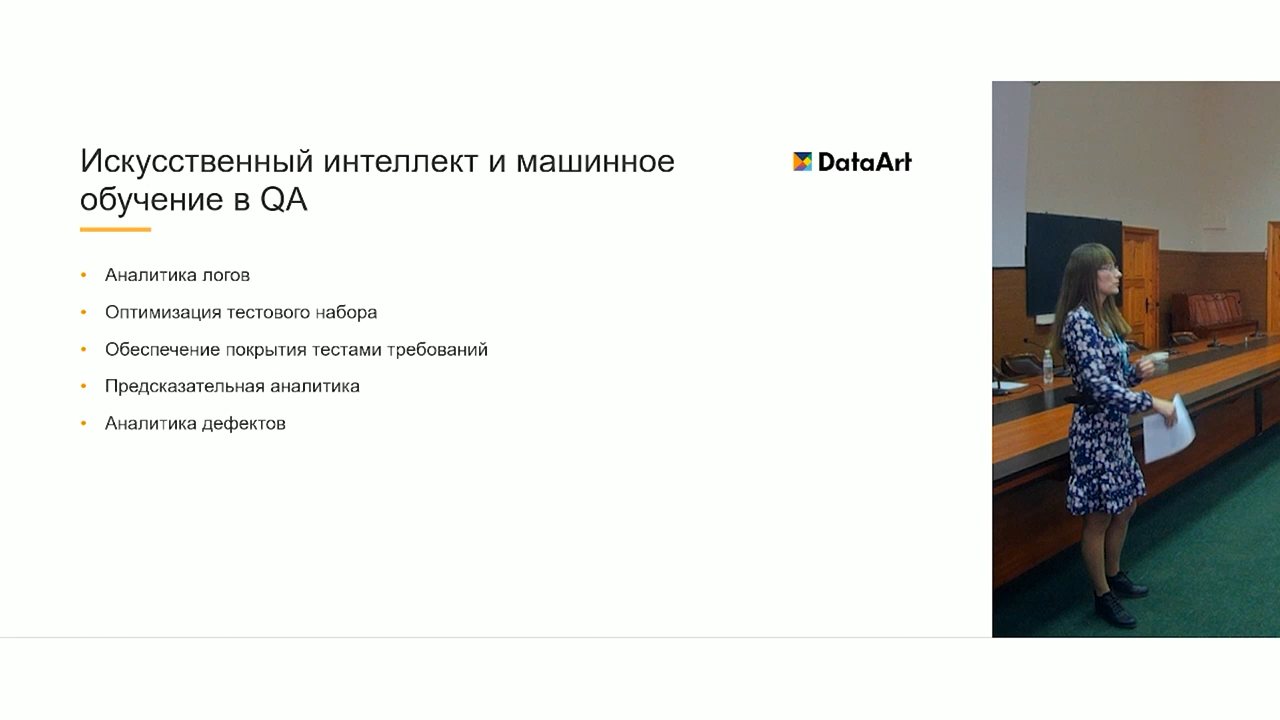 Искусственный интеллект и машинное
обучение в QA
DataArt
• Аналитика логов
• Оптимизация тестового набора
• Обеспечение покрытия тестами требований
• Предсказательная аналитика
• Аналитика дефектов